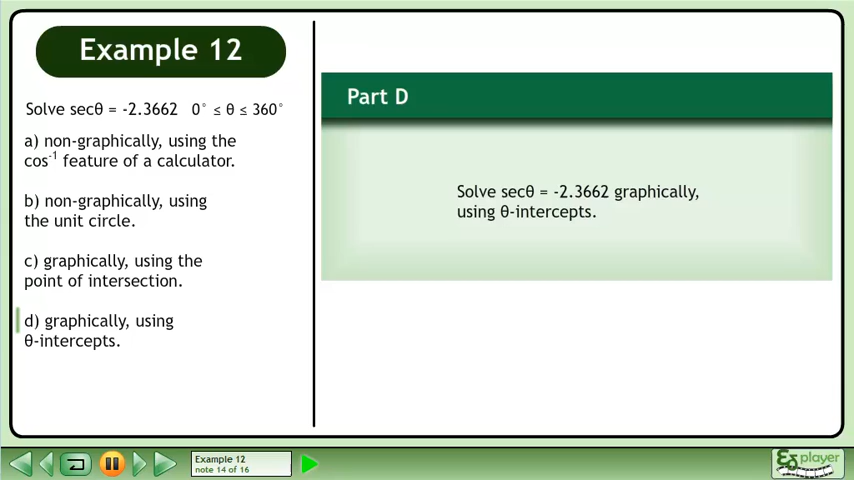 Example 12
Solve secθ = -2.3662 0° ≤ θ ≤ 360°
a) non-graphically, using the
cos⁻¹ feature of a calculator.
b) non-graphically, using
the unit circle.
c) graphically, using the
point of intersection.
d) graphically, using
θ-intercepts.
Part D
Solve secθ = -2.3662 graphically,
using θ-intercepts.
Example 12
note 14 of 16
player